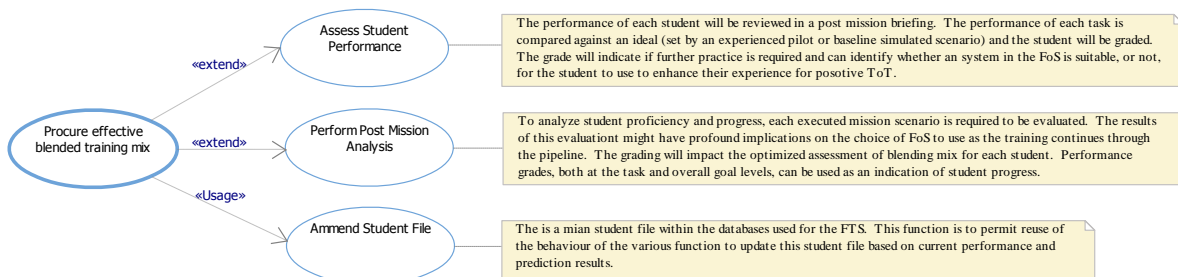 Assess Student
Performance
The performance of each student will be reviewed in a post mission briefing. The performance of each task is
compared against an ideal (set by an experienced pilot or baseline simulated scenario) and the student will be graded.
The grade will indicate if further practice is required and can identify whether an system in the FoS is suitable, or not,
for the student to use to enhance their experience for posotive ToT.
«extend»
Procure effective
blended training mix
«extend»
Perform Post Mission
Analysis
To analyze student proficiency and progress, each executed mission scenario is required to be evaluated. The results
of this evaluationt might have profound implications on the choice of FoS to use as the training continues through
the pipeline. The grading will impact the optimized assessment of blending mix for each student. Performance
grades, both at the task and overall goal levels, can be used as an indication of student progress.
«Usage»
Ammend Student File
The is a mian student file within the databases used for the FTS. This function is to permit reuse of
the behaviour of the various function to update this student file based on current performance and
prediction results.